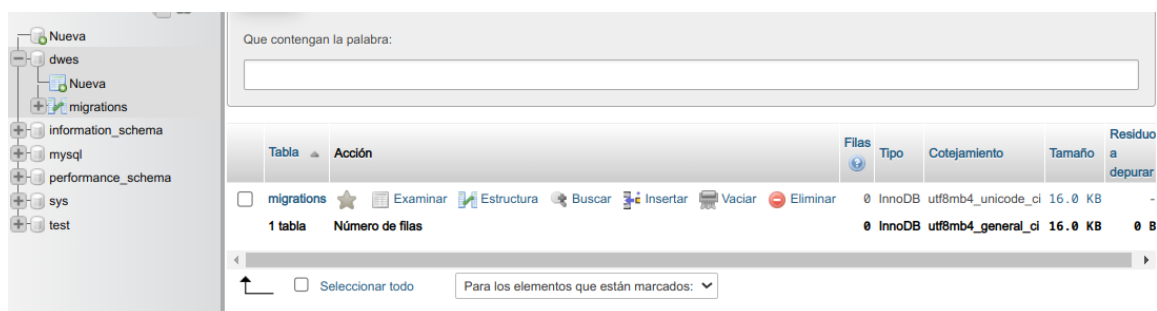 Nueva
dwes
Nueva
migrations
information_schema
mysql
performance_schema
sys
test
Que contengan la palabra:
Tabla Acción Filas Tipo Cotejamiento Tamaño Residuo a depurar
migrations Examinar Estructura Buscar Insertar Vaciar Eliminar 0 InnoDB utf8mb4_unicode_ci 16.0 KB -
1 tabla Número de filas 0 InnoDB utf8mb4_general_ci 16.0 KB 0 B
Seleccionar todo Para los elementos que están marcados: